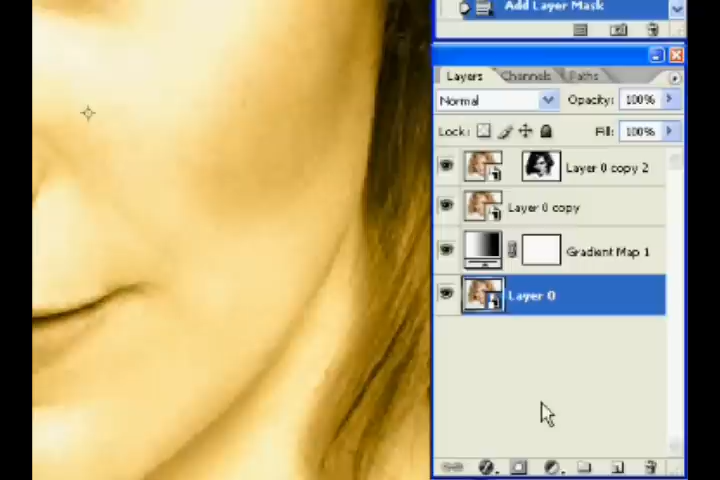 Add Layer Mask
Layers Channels Paths
Normal Opacity: 100%
Lock: Fill: 100%
Layer 0 copy 2
Layer 0 copy
Gradient Map 1
Layer 0